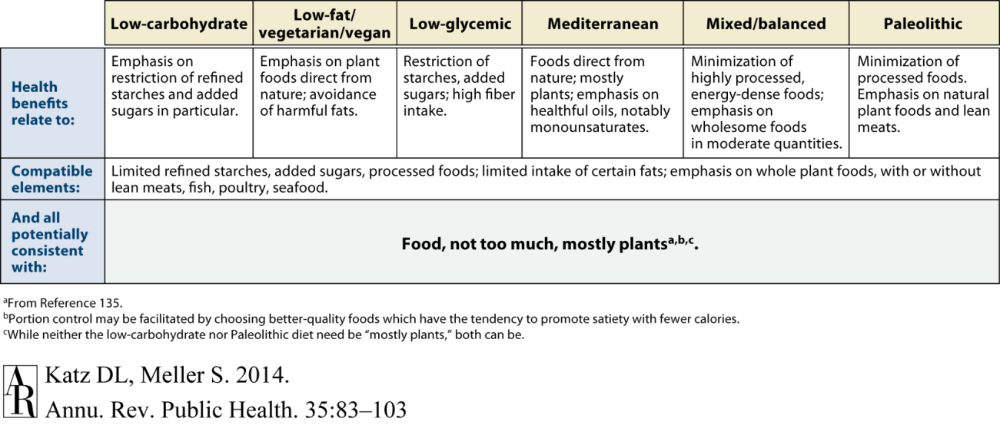 Low-carbohydrate
Low-fat/
vegetarian/vegan
Low-glycemic
Mediterranean
Mixed/balanced
Paleolithic
Health
benefits
relate to:
Emphasis on
restriction of refined
starches and added
sugars in particular.
Emphasis on plant
foods direct from
nature; avoidance
of harmful fats.
Restriction of
starches, added
sugars; high fiber
intake.
Foods direct from
nature; mostly
plants; emphasis on
healthful oils, notably
monounsaturates.
Minimization of
highly processed,
energy-dense foods;
emphasis on
wholesome foods
in moderate quantities.
Minimization of
processed foods.
Emphasis on natural
plant foods and lean
meats.
Compatible
elements:
Limited refined starches, added sugars, processed foods; limited intake of certain fats; emphasis on whole plant foods, with or without
lean meats, fish, poultry, seafood.
And all
potentially
consistent
with:
Food, not too much, mostly plantsa,b,c.
aFrom Reference 135.
bPortion control may be facilitated by choosing better-quality foods which have the tendency to promote satiety with fewer calories.
cWhile neither the low-carbohydrate nor Paleolithic diet need be “mostly plants,” both can be.
AR
Katz DL, Meller S. 2014.
Annu. Rev. Public Health. 35:83–103